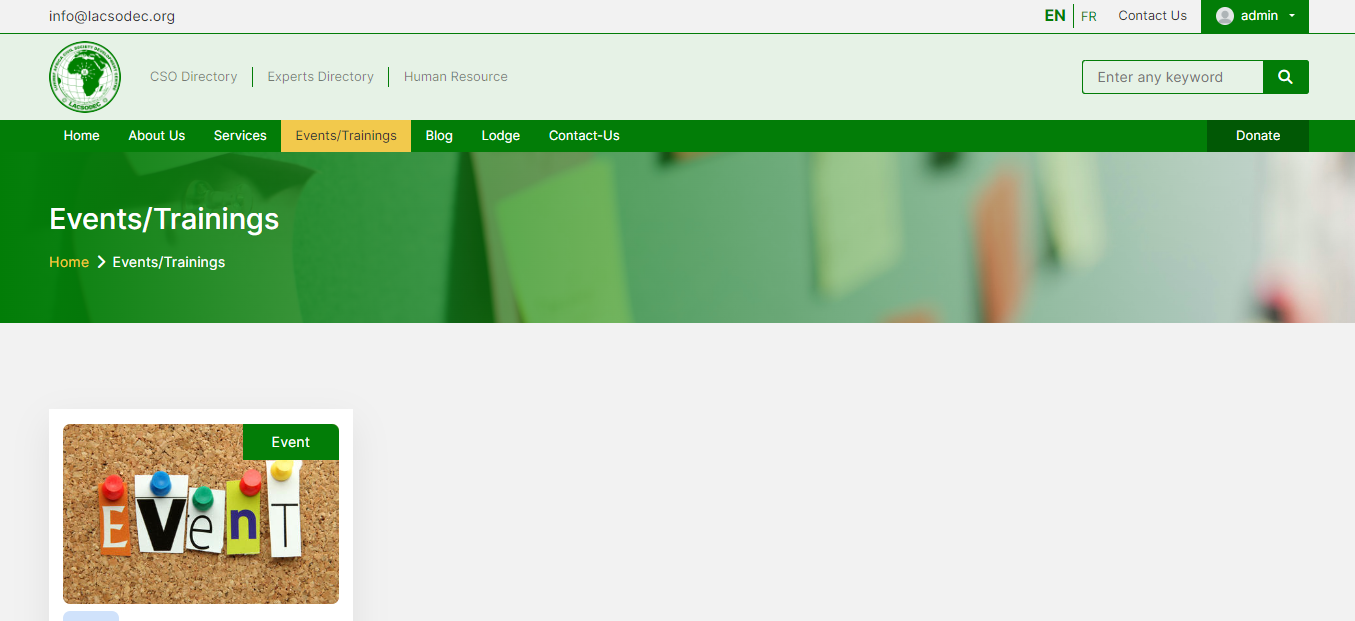 info@lacsodec.org
EN FR Contact Us admin
CSO Directory Experts Directory Human Resource
Enter any keyword
LACSODEC
Home About Us Services Events/Trainings Blog Lodge Contact-Us Donate
Events/Trainings
Home Events/Trainings
Event
EVenT